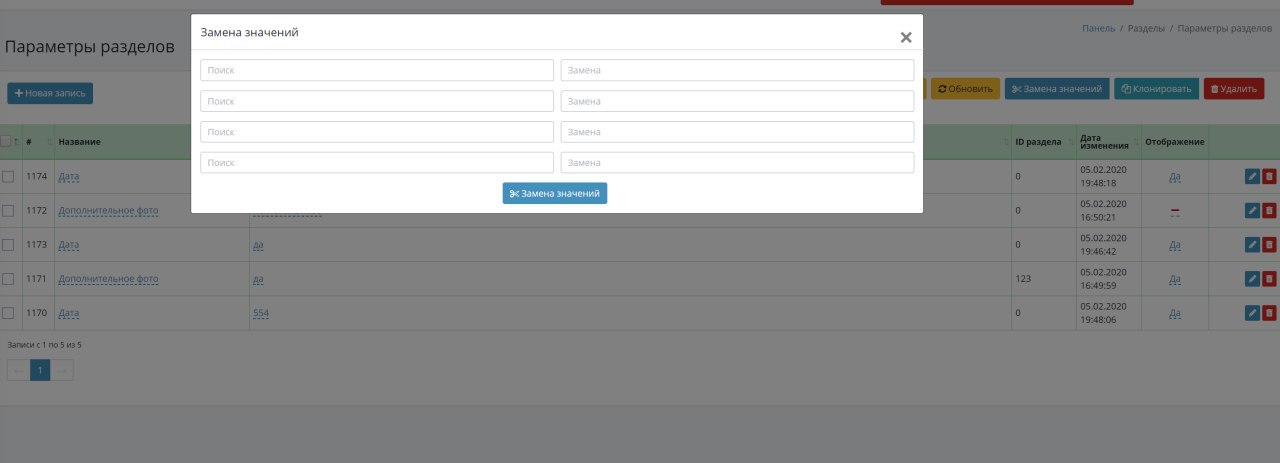 Замена значений
Панель / Разделы / Параметры разделов
Параметры разделов
Поиск Замена
Поиск Замена
Поиск Замена
Поиск Замена
Замена значений
Новая запись
Обновить Замена значений Клонировать Удалить
# Название ID раздела Дата изменения Отображение
1174 Дата 0 05.02.2020 Да
19:48:18
1172 Дополнительное фото 0 05.02.2020 –
16:50:21
1173 Дата да 0 05.02.2020 Да
19:46:42
1171 Дополнительное фото да 123 05.02.2020 Да
16:49:59
1170 Дата 554 0 05.02.2020 Да
19:48:06
Записи с 1 по 5 из 5
← 1 →